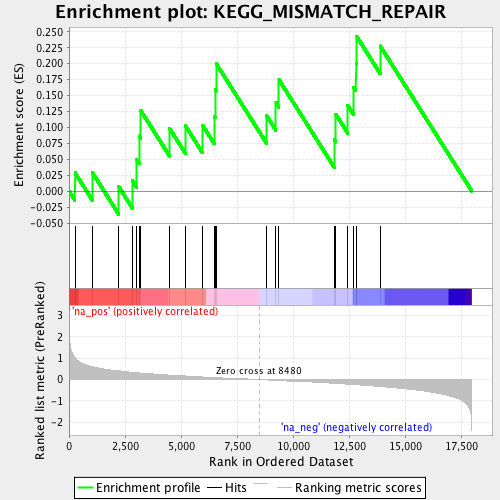 Enrichment plot: KEGG_MISMATCH_REPAIR
Enrichment score (ES)
0.250
0.225
0.200
0.175
0.150
0.125
0.100
0.075
0.050
0.025
0.000
-0.025
-0.050
'na_pos' (positively correlated)
Ranked list metric (PreRanked)
3
2
1
0
-1
-2
Zero cross at 8480
'na_neg' (negatively correlated)
0
2,500
5,000
7,500
10,000
12,500
15,000
17,500
Rank in Ordered Dataset
Enrichment profile
Hits
Ranking metric scores